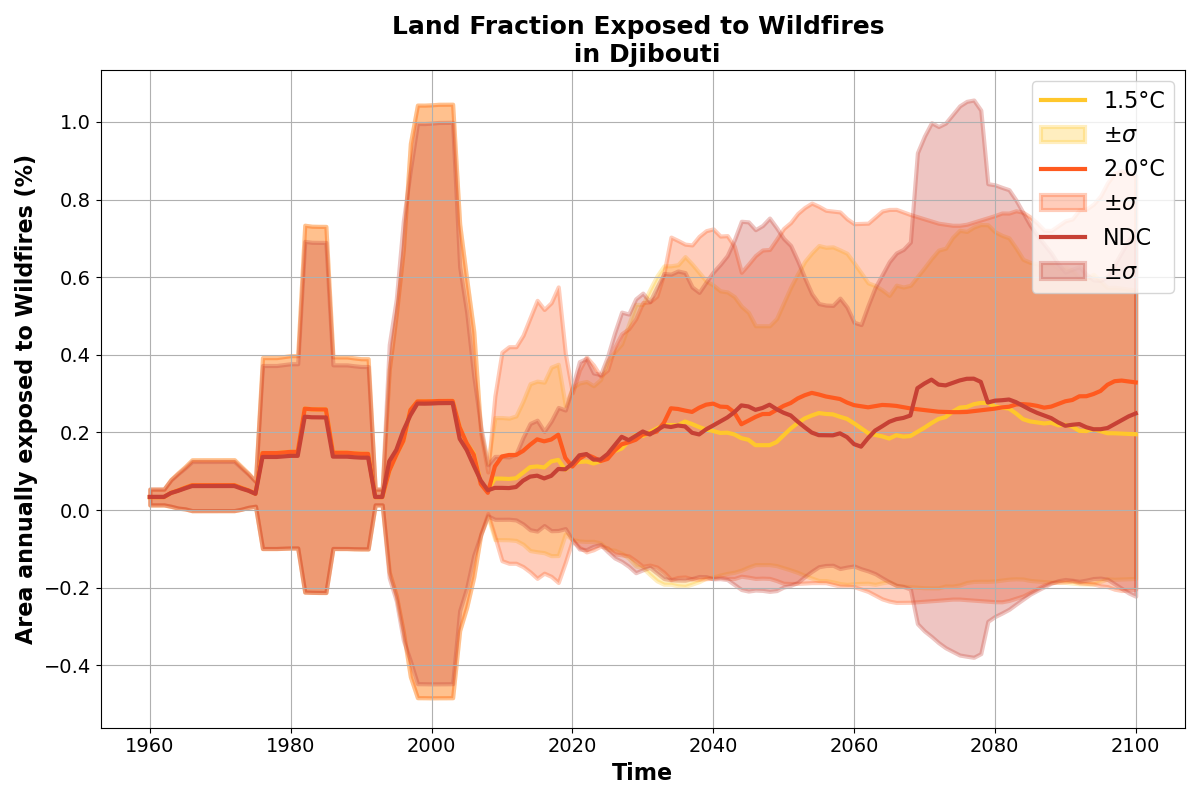 Land Fraction Exposed to Wildfires
in Djibouti
Area annually exposed to Wildfires (%)
1.0
0.8
0.6
0.4
0.2
0.0
−0.2
−0.4
1960
1980
2000
2020
2040
2060
2080
2100
Time
1.5°C
±σ
2.0°C
±σ
NDC
±σ